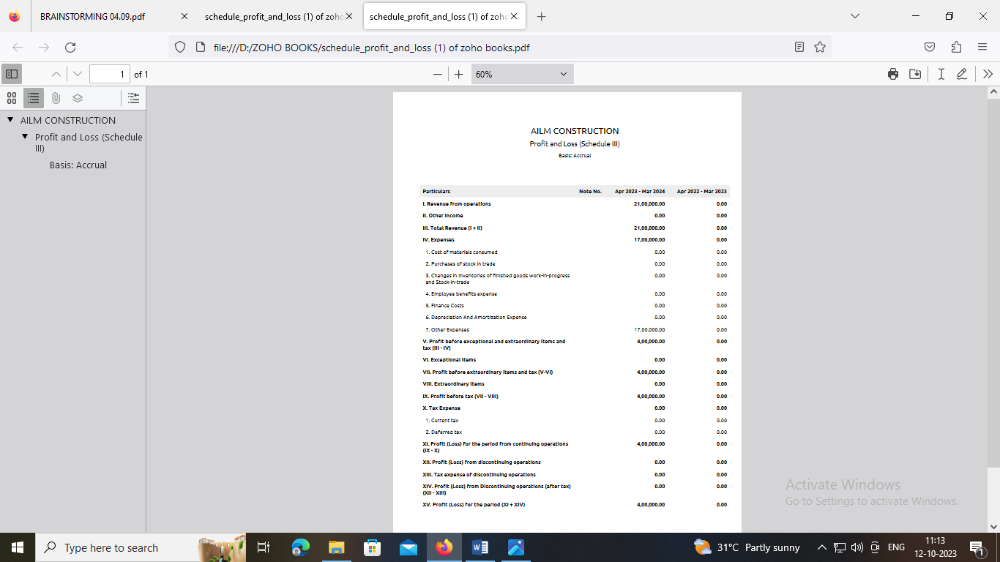 BRAINSTORMING 04.09.pdf
schedule_profit_and_loss (1) of zoho
schedule_profit_and_loss (1) of zoho
file:///D:/ZOHO BOOKS/schedule_profit_and_loss (1) of zoho books.pdf
1 of 1
60%
AILM CONSTRUCTION
Profit and Loss (Schedule
III)
Basis: Accrual
AILM CONSTRUCTION
Profit and Loss (Schedule III)
Basis: Accrual
Particulars Note No. Apr 2023 - Mar 2024 Apr 2022 - Mar 2023
I. Revenue from operations 21,00,000.00 0.00
II. Other Income 0.00 0.00
III. Total Revenue (I + II) 21,00,000.00 0.00
IV. Expenses 17,00,000.00 0.00
1. Cost of materials consumed 0.00 0.00
2. Purchases of stock in trade 0.00 0.00
3. Changes in inventories of finished goods work-in-progress
and Stock-in-trade 0.00 0.00
4. Employee benefits expense 0.00 0.00
5. Finance Costs 0.00 0.00
6. Depreciation And Amortization Expense 0.00 0.00
7. Other Expenses 17,00,000.00 0.00
V. Profit before exceptional and extraordinary items and
tax (III - IV) 4,00,000.00 0.00
VI. Exceptional Items 0.00 0.00
VII. Profit before extraordinary items and tax (V-VI) 4,00,000.00 0.00
VIII. Extraordinary Items 0.00 0.00
IX. Profit before tax (VII - VIII) 4,00,000.00 0.00
X. Tax Expense 0.00 0.00
1. Current tax 0.00 0.00
2. Deferred tax 0.00 0.00
XI. Profit (Loss) for the period from continuing operations
(IX - X) 4,00,000.00 0.00
XII. Profit (Loss) from discontinuing operations 0.00 0.00
XIII. Tax expense of discontinuing operations 0.00 0.00
XIV. Profit (Loss) from Discontinuing operations (after tax)
(XII - XIII) 0.00 0.00
XV. Profit (Loss) for the period (XI + XIV) 4,00,000.00 0.00
Activate Windows
Go to Settings to activate Windows.
Type here to search
31°C Partly sunny
ENG
11:13
12-10-2023
1